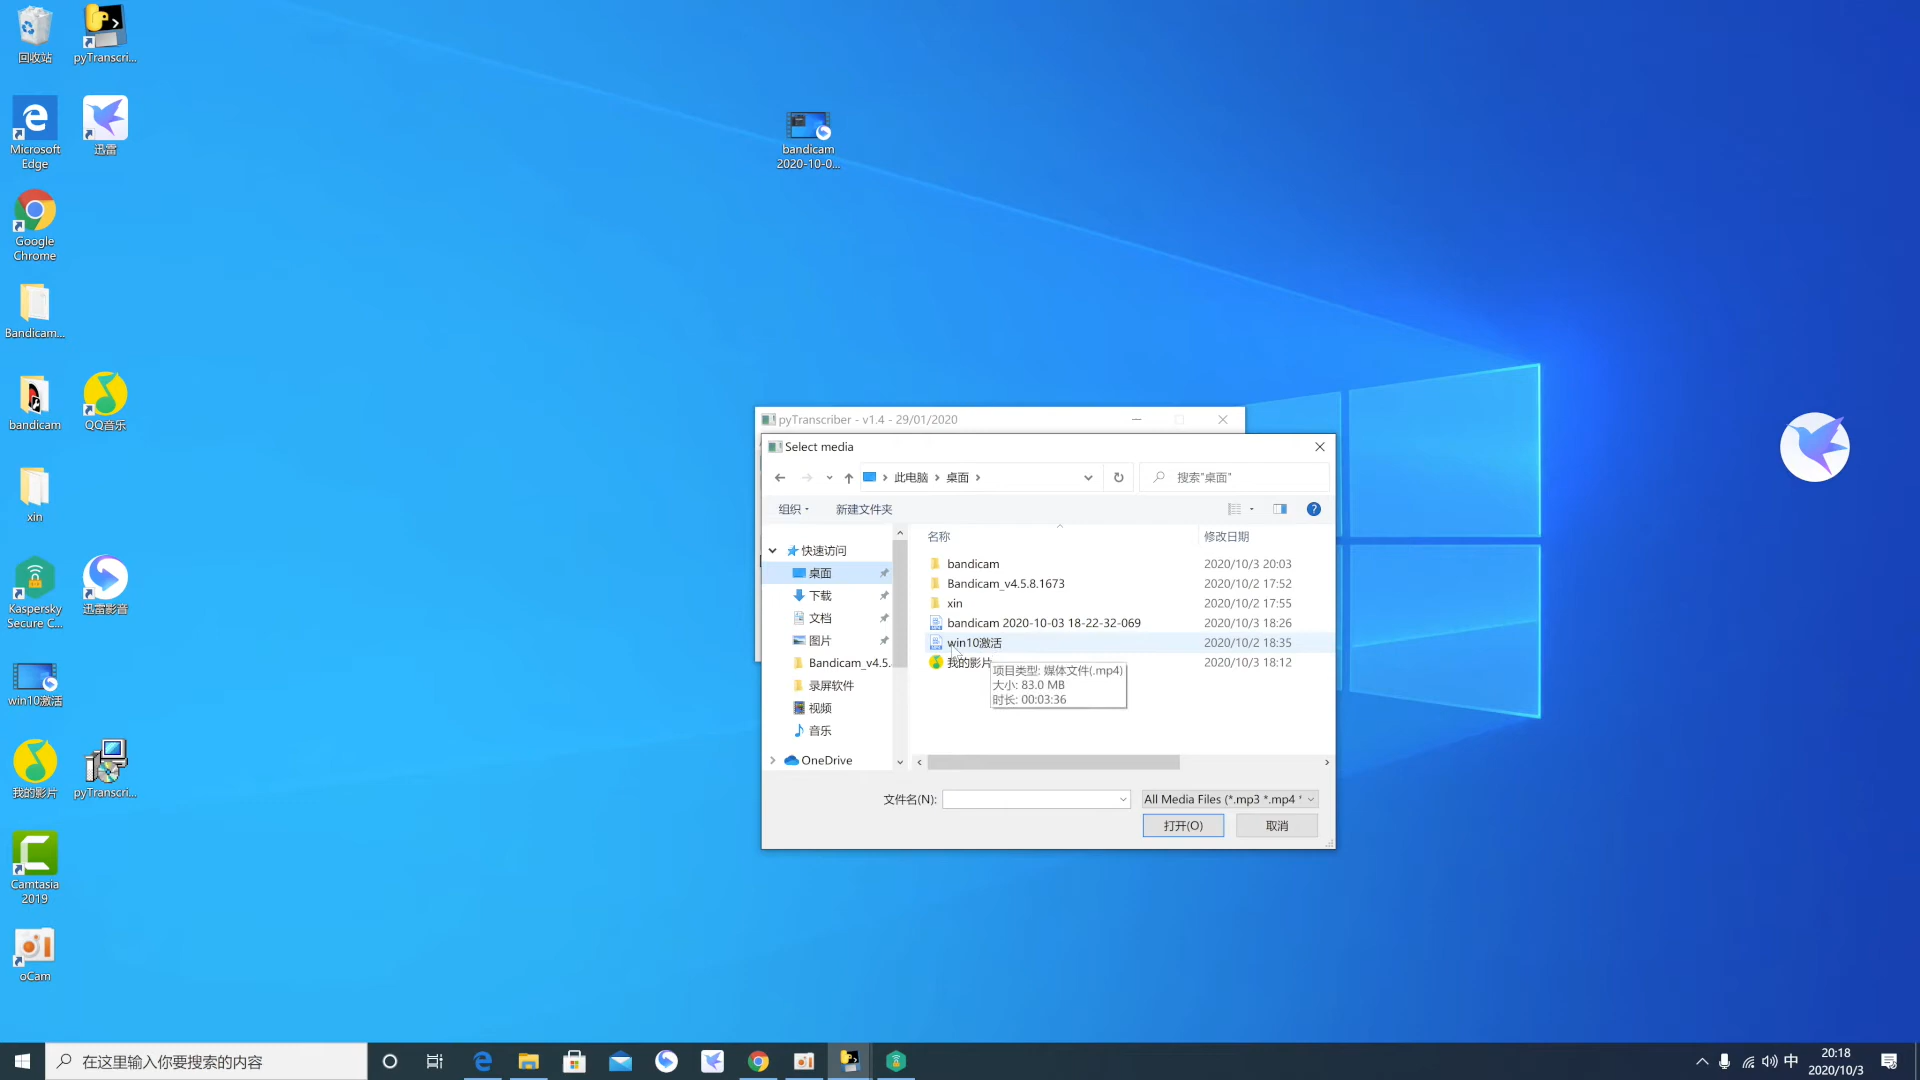 回收站
pyTranscri...
Microsoft
Edge
迅雷
Google
Chrome
Bandicam...
bandicam
QQ音乐
xin
Kaspersky
Secure C...
迅雷影音
win10激活
我的影片
pyTranscri...
Camtasia
2019
oCam
bandicam
2020-10-0...
pyTranscriber - v1.4 - 29/01/2020
Select media
此电脑
桌面
搜索"桌面"
组织
新建文件夹
名称
修改日期
快速访问
桌面
下载
文档
图片
Bandicam_v4.5.
录屏软件
视频
音乐
OneDrive
bandicam 2020/10/3 20:03
Bandicam_v4.5.8.1673 2020/10/2 17:52
xin 2020/10/2 17:55
bandicam 2020-10-03 18-22-32-069 2020/10/3 18:26
win10激活 2020/10/2 18:35
我的影片 2020/10/3 18:12
项目类型: 媒体文件(.mp4)
大小: 83.0 MB
时长: 00:03:36
文件名(N):
All Media Files (*.mp3 *.mp4 *
打开(O)
取消
在这里输入你要搜索的内容
中
20:18
2020/10/3